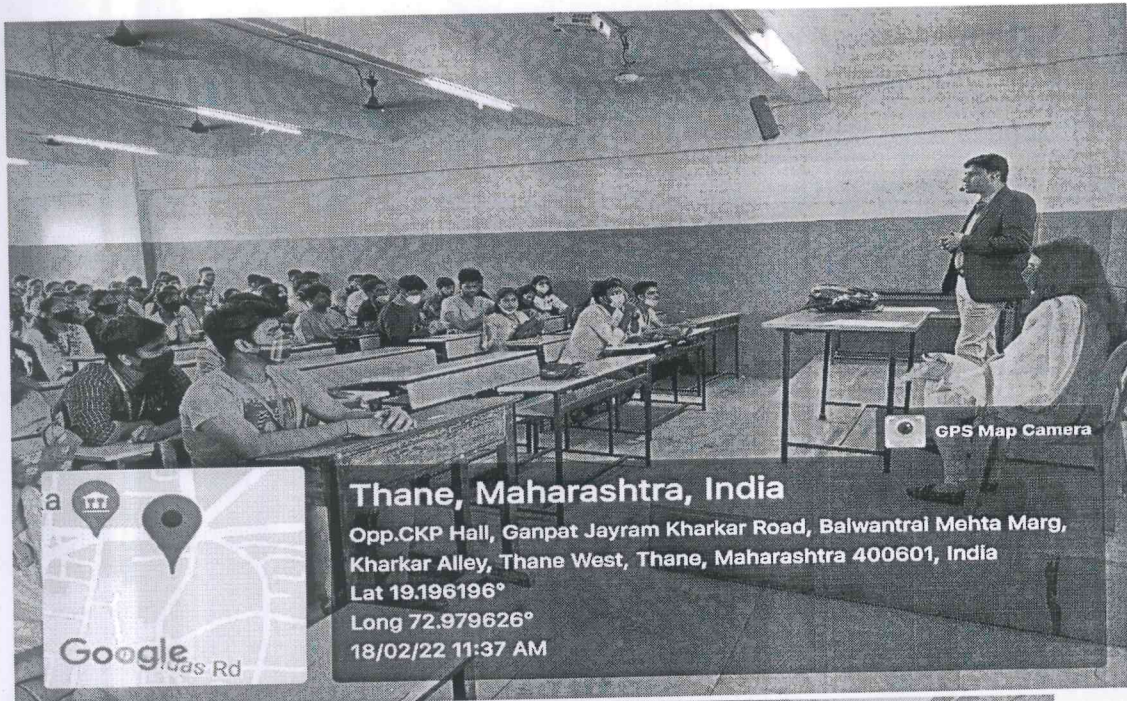 GPS Map Camera
a
Google
Rd
Thane, Maharashtra, India
Opp.CKP Hall, Ganpat Jayram Kharkar Road, Balwantrai Mehta Marg,
Kharkar Alley, Thane West, Thane, Maharashtra 400601, India
Lat 19.196196°
Long 72.979626°
18/02/22 11:37 AM